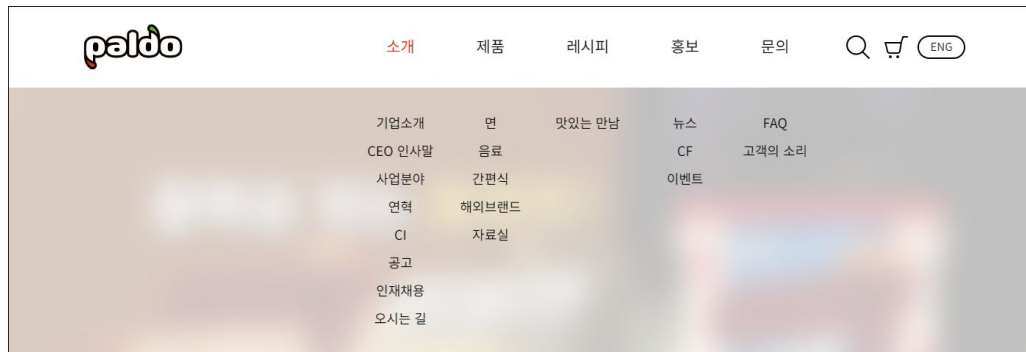 paldo
소개 제품 레시피 홍보 문의 ENG
기업소개 면 맛있는 만남 뉴스 FAQ
CEO 인사말 음료 CF 고객의 소리
사업분야 간편식 이벤트
연혁 해외브랜드
CI 자료실
공고
인재채용
오시는 길